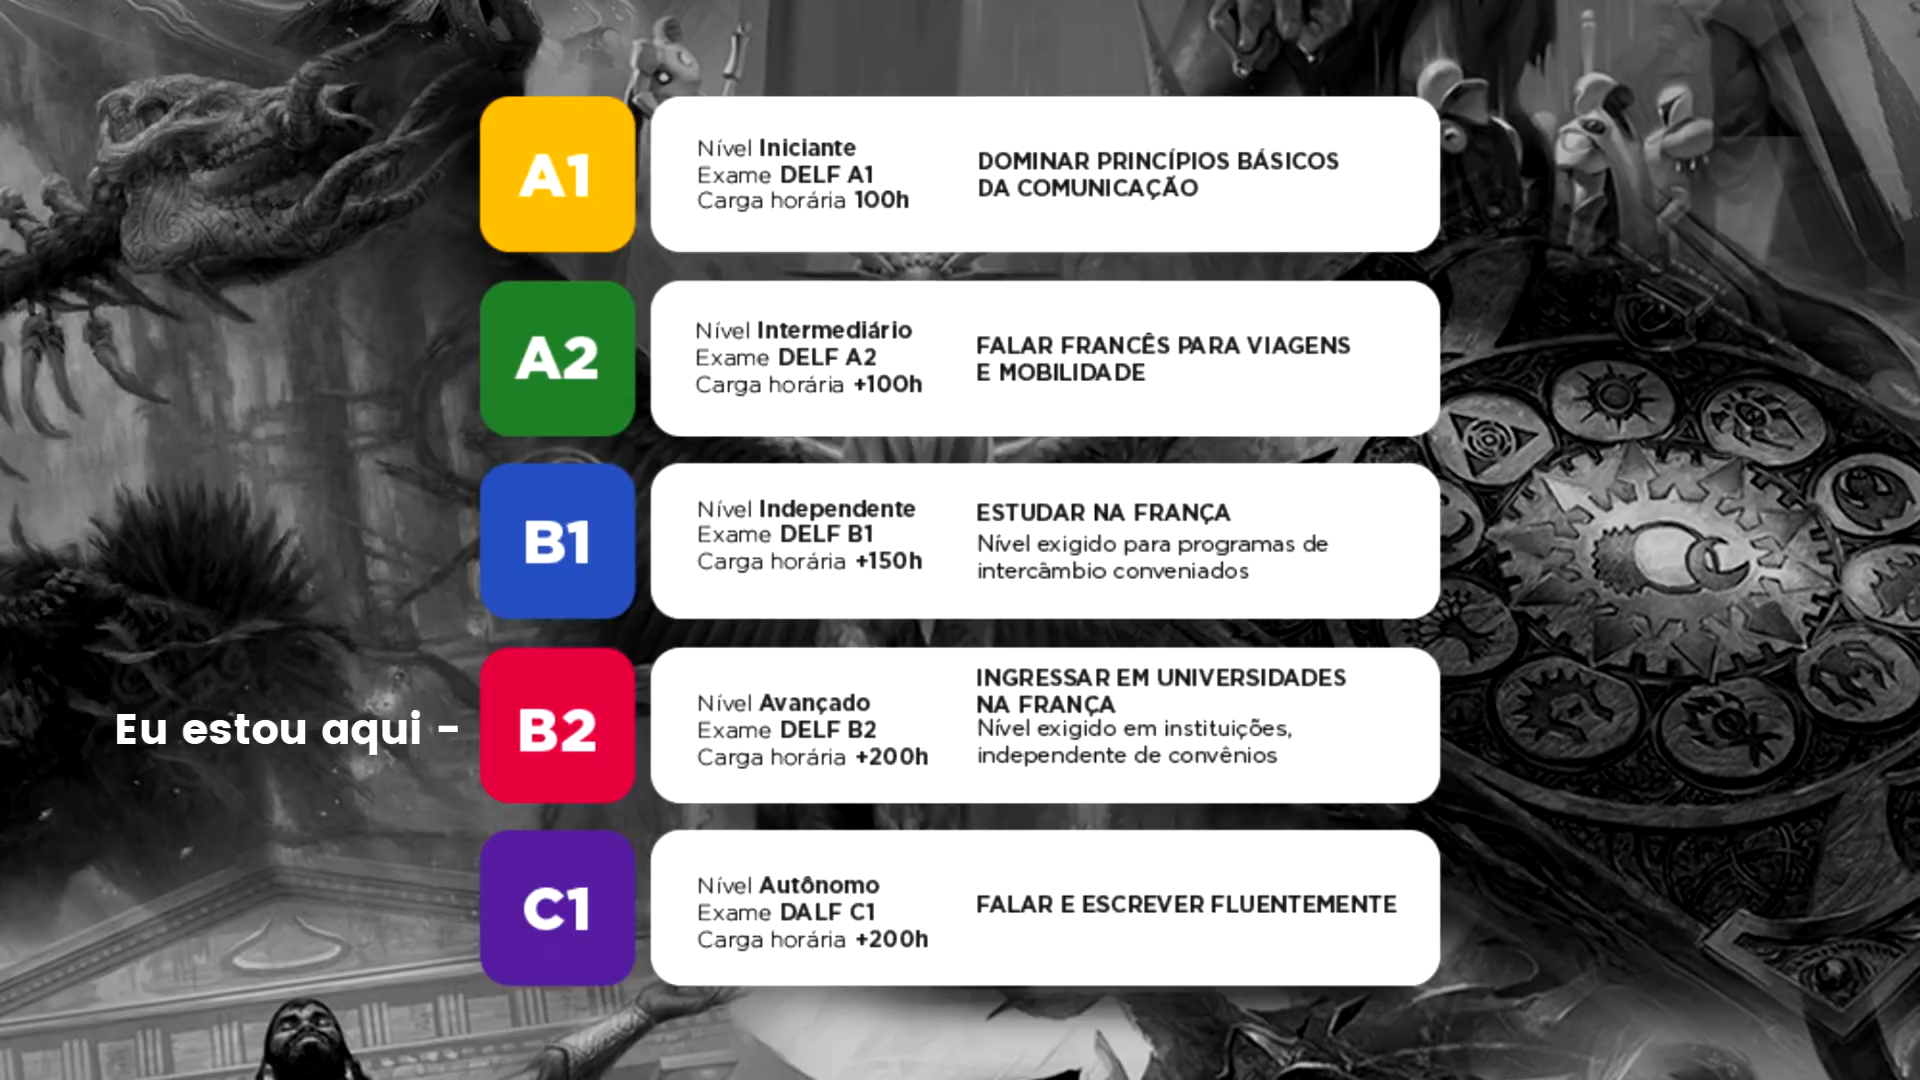 A1
Nível Iniciante
Exame DELF A1
Carga horária 100h
DOMINAR PRINCÍPIOS BÁSICOS
DA COMUNICAÇÃO
A2
Nível Intermediário
Exame DELF A2
Carga horária +100h
FALAR FRANCÊS PARA VIAGENS
E MOBILIDADE
B1
Nível Independente
Exame DELF B1
Carga horária +150h
ESTUDAR NA FRANÇA
Nível exigido para programas de
intercâmbio conveniados
Eu estou aqui -
B2
Nível Avançado
Exame DELF B2
Carga horária +200h
INGRESSAR EM UNIVERSIDADES
NA FRANÇA
Nível exigido em instituições,
independente de convênios
C1
Nível Autônomo
Exame DALF C1
Carga horária +200h
FALAR E ESCREVER FLUENTEMENTE